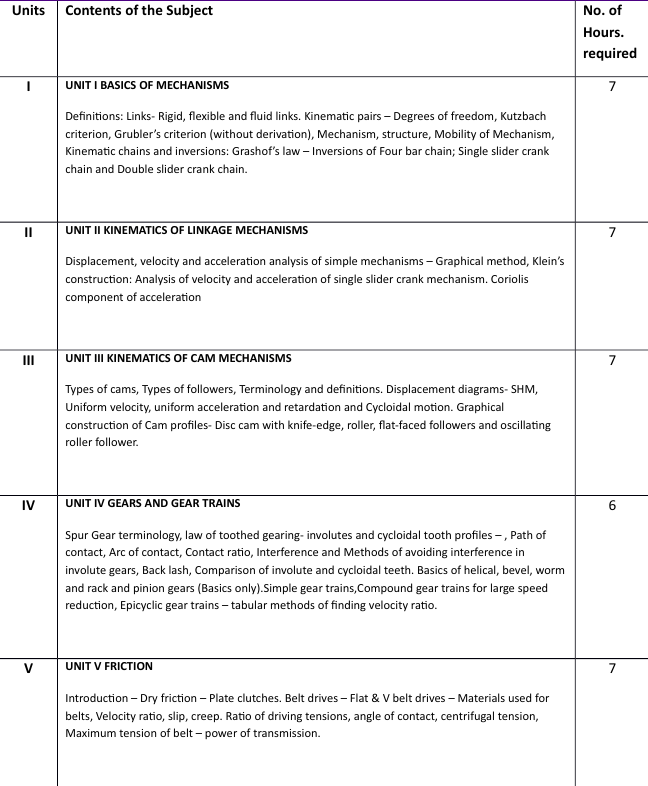 Units Contents of the Subject No. of
Hours.
required
I UNIT I BASICS OF MECHANISMS 7
Definitions: Links- Rigid, flexible and fluid links. Kinematic pairs – Degrees of freedom, Kutzbach
criterion, Grubler’s criterion (without derivation), Mechanism, structure, Mobility of Mechanism,
Kinematic chains and inversions: Grashof’s law – Inversions of Four bar chain; Single slider crank
chain and Double slider crank chain.
II UNIT II KINEMATICS OF LINKAGE MECHANISMS 7
Displacement, velocity and acceleration analysis of simple mechanisms – Graphical method, Klein’s
construction: Analysis of velocity and acceleration of single slider crank mechanism. Coriolis
component of acceleration
III UNIT III KINEMATICS OF CAM MECHANISMS 7
Types of cams, Types of followers, Terminology and definitions. Displacement diagrams- SHM,
Uniform velocity, uniform acceleration and retardation and Cycloidal motion. Graphical
construction of Cam profiles- Disc cam with knife-edge, roller, flat-faced followers and oscillating
roller follower.
IV UNIT IV GEARS AND GEAR TRAINS 6
Spur Gear terminology, law of toothed gearing- involutes and cycloidal tooth profiles – , Path of
contact, Arc of contact, Contact ratio, Interference and Methods of avoiding interference in
involute gears, Back lash, Comparison of involute and cycloidal teeth. Basics of helical, bevel, worm
and rack and pinion gears (Basics only).Simple gear trains,Compound gear trains for large speed
reduction, Epicyclic gear trains – tabular methods of finding velocity ratio.
V UNIT V FRICTION 7
Introduction – Dry friction – Plate clutches. Belt drives – Flat & V belt drives – Materials used for
belts, Velocity ratio, slip, creep. Ratio of driving tensions, angle of contact, centrifugal tension,
Maximum tension of belt – power of transmission.